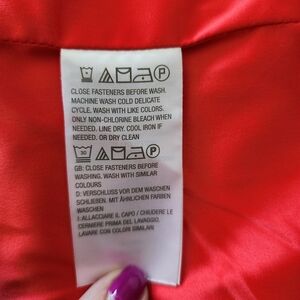 P
CLOSE FASTENERS BEFORE WASH.
MACHINE WASH COLD DELICATE
CYCLE. WASH WITH LIKE COLORS.
ONLY NON-CHLORINE BLEACH WHEN
NEEDED. LINE DRY. COOL IRON IF
NEEDED. OR DRY CLEAN
30 P
GB: CLOSE FASTENERS BEFORE
WASHING. WASH WITH SIMILAR
COLOURS
D: VERSCHLUSS VOR DEM WASCHEN
SCHLIEßEN. MIT ÄHNLICHEN FARBEN
WASCHEN
I: ALLACCIARE IL CAPO / CHIUDERE LE
CERNIERE PRIMA DEL LAVAGGIO.
LAVARE CON COLORI SIMILARI